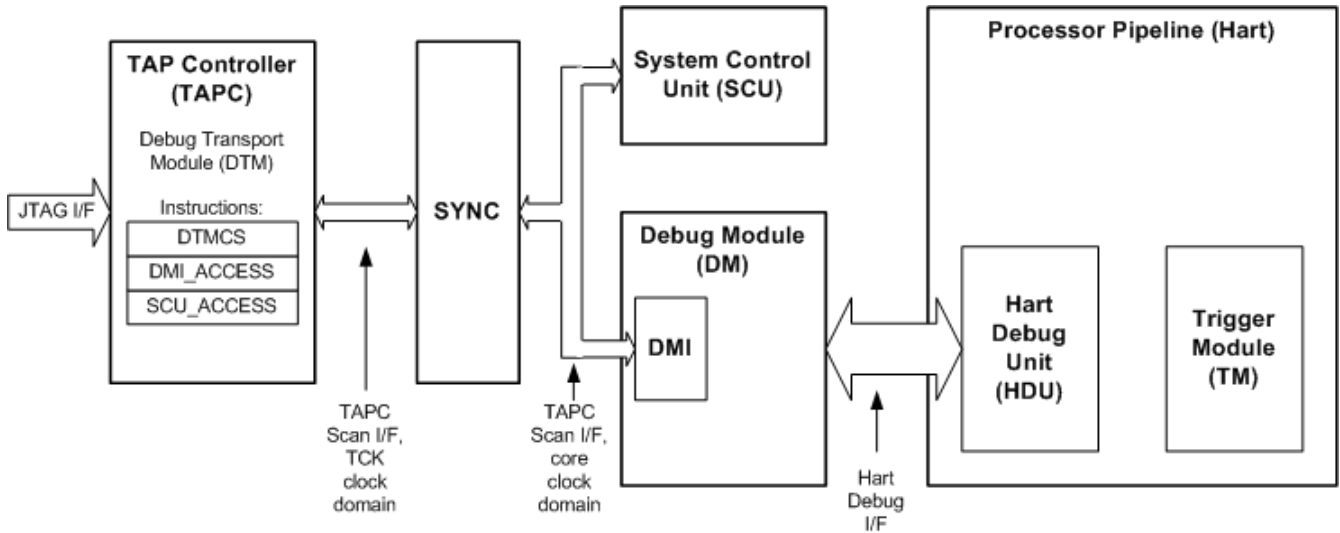 JTAG I/F
TAP Controller
(TAPC)
Debug Transport
Module (DTM)
Instructions:
DTMCS
DMI_ACCESS
SCU_ACCESS
TAPC
Scan I/F,
TCK
clock
domain
SYNC
TAPC
Scan I/F,
core
clock
domain
System Control
Unit (SCU)
Debug Module
(DM)
DMI
Hart
Debug
I/F
Processor Pipeline (Hart)
Hart
Debug
Unit
(HDU)
Trigger
Module
(TM)